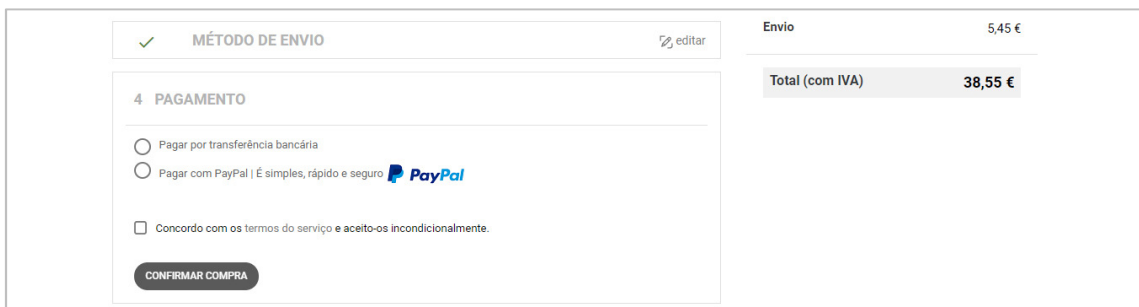 MÉTODO DE ENVIO
editar
4 PAGAMENTO
Pagar por transferência bancária
Pagar com PayPal | É simples, rápido e seguro PayPal
Concordo com os termos do serviço e aceito-os incondicionalmente.
CONFIRMAR COMPRA
Envio 5,45 €
Total (com IVA) 38,55 €